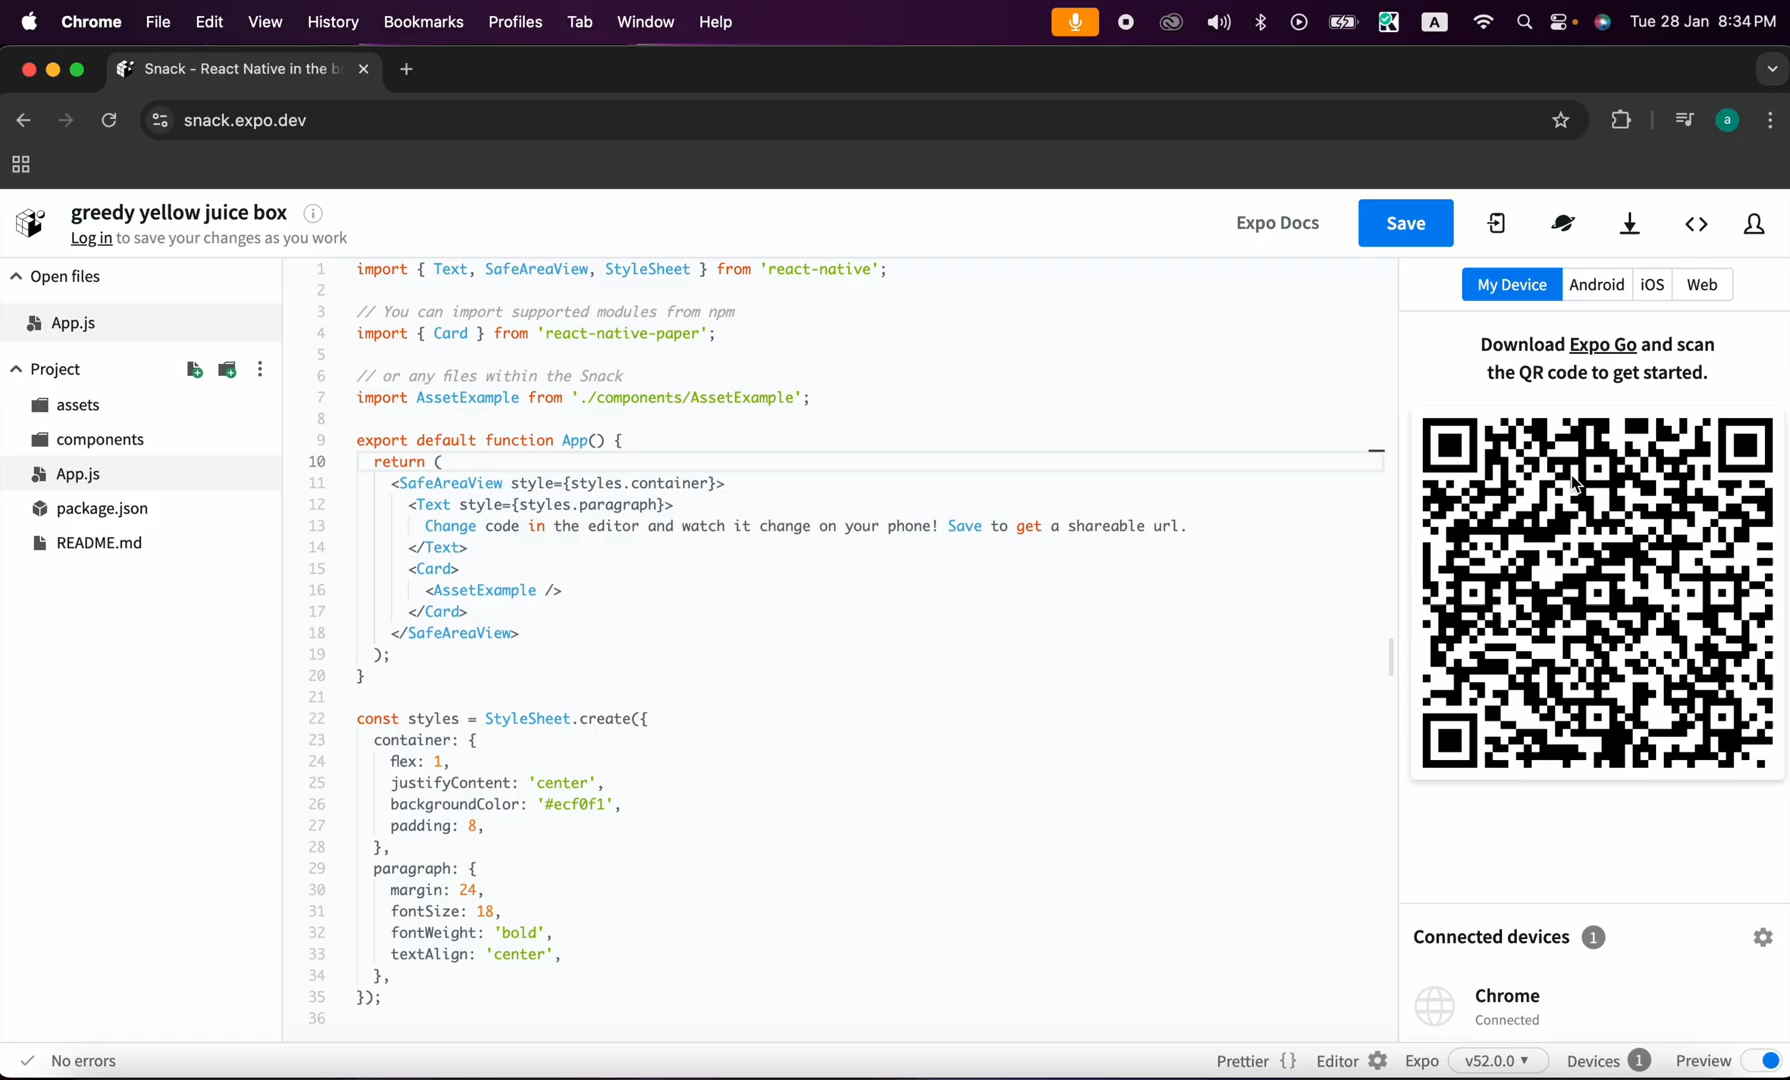 Chrome File Edit View History Bookmarks Profiles Tab Window Help A Tue 28 Jan 8:34 PM
Snack - React Native in the b
snack.expo.dev a
greedy yellow juice box
Log in to save your changes as you work
Expo Docs Save
Open files
App.js
Project
assets
components
App.js
package.json
README.md
1 import { Text, SafeAreaView, StyleSheet } from 'react-native';
2
3 // You can import supported modules from npm
4 import { Card } from 'react-native-paper';
5
6 // or any files within the Snack
7 import AssetExample from './components/AssetExample';
8
9 export default function App() {
10 return (
11 <SafeAreaView style={styles.container}>
12 <Text style={styles.paragraph}>
13 Change code in the editor and watch it change on your phone! Save to get a shareable url.
14 </Text>
15 <Card>
16 <AssetExample />
17 </Card>
18 </SafeAreaView>
19 );
20 }
21
22 const styles = StyleSheet.create({
23 container: {
24 flex: 1,
25 justifyContent: 'center',
26 backgroundColor: '#ecf0f1',
27 padding: 8,
28 },
29 paragraph: {
30 margin: 24,
31 fontSize: 18,
32 fontWeight: 'bold',
33 textAlign: 'center',
34 },
35 });
36
My Device Android iOS Web
Download Expo Go and scan
the QR code to get started.
Connected devices 1
Chrome
Connected
No errors
Prettier { } Editor Expo v52.0.0 Devices 1 Preview